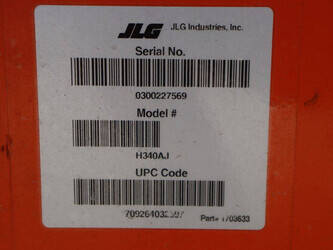 JLG JLG Industries, Inc.
Serial No.
0300227569
Model #
H340AJ
UPC Code
Part# 1703633